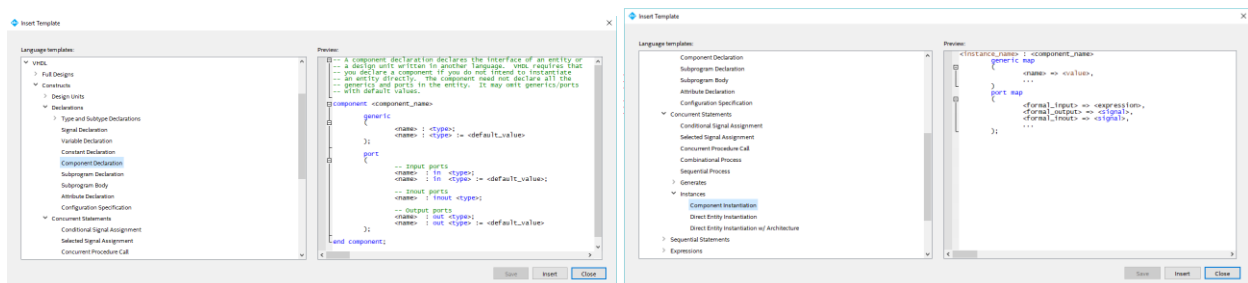 Insert Template
Language templates:
VHDL
Full Designs
Constructs
Design Units
Declarations
Type and Subtype Declarations
Signal Declaration
Variable Declaration
Constant Declaration
Component Declaration
Subprogram Declaration
Subprogram Body
Attribute Declaration
Configuration Specification
Concurrent Statements
Conditional Signal Assignment
Selected Signal Assignment
Concurrent Procedure Call
Preview:
-- A component declaration declares the interface of an entity or
-- a design unit written in another language. VHDL requires that
-- you declare a component if you do not intend to instantiate
-- an entity directly. The component need not declare all the
-- generics and ports in the entity. It may omit generics/ports
-- with default values.
component <component_name>
generic
(
<name> : <type>;
<name> : <type> := <default_value>
);
port
(
-- Input ports
<name> : in <type>;
<name> : in <type> := <default_value>;
-- Inout ports
<name> : inout <type>;
-- Output ports
<name> : out <type>;
<name> : out <type> := <default_value>
);
end component;
Save Insert Close
Insert Template
Language templates:
Component Declaration
Subprogram Declaration
Subprogram Body
Attribute Declaration
Configuration Specification
Concurrent Statements
Conditional Signal Assignment
Selected Signal Assignment
Concurrent Procedure Call
Combinational Process
Sequential Process
Generates
Instances
Component Instantiation
Direct Entity Instantiation
Direct Entity Instantiation w/ Architecture
Sequential Statements
Expressions
Preview:
<instance_name> : <component_name>
generic map
(
<name> => <value>,
...
)
port map
(
<formal_input> => <expression>,
<formal_output> => <signal>,
<formal_inout> => <signal>,
...
);
Save Insert Close